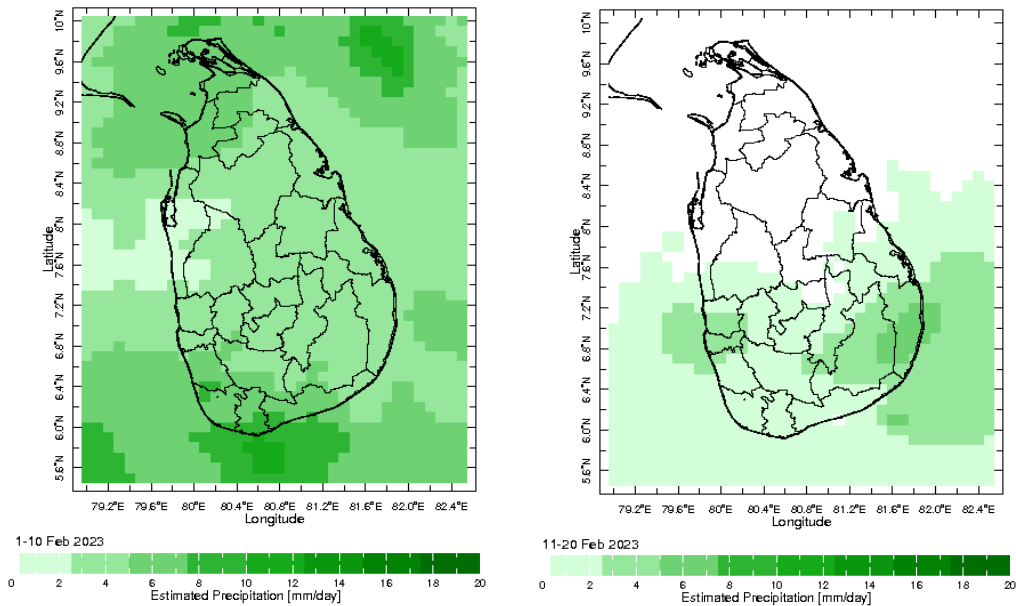 10°N
9.6°N
9.2°N
8.8°N
8.4°N
8°N
7.6°N
7.2°N
6.8°N
6.4°N
6.0°N
5.6°N
Latitude
79.2°E 79.6°E 80°E 80.4°E 80.8°E 81.2°E 81.6°E 82.0°E 82.4°E
Longitude
1-10 Feb 2023
0 2 4 6 8 10 12 14 16 18 20
Estimated Precipitation [mm/day]
10°N
9.6°N
9.2°N
8.8°N
8.4°N
8°N
7.6°N
7.2°N
6.8°N
6.4°N
6.0°N
5.6°N
Latitude
79.2°E 79.6°E 80°E 80.4°E 80.8°E 81.2°E 81.6°E 82.0°E 82.4°E
Longitude
11-20 Feb 2023
0 2 4 6 8 10 12 14 16 18 20
Estimated Precipitation [mm/day]